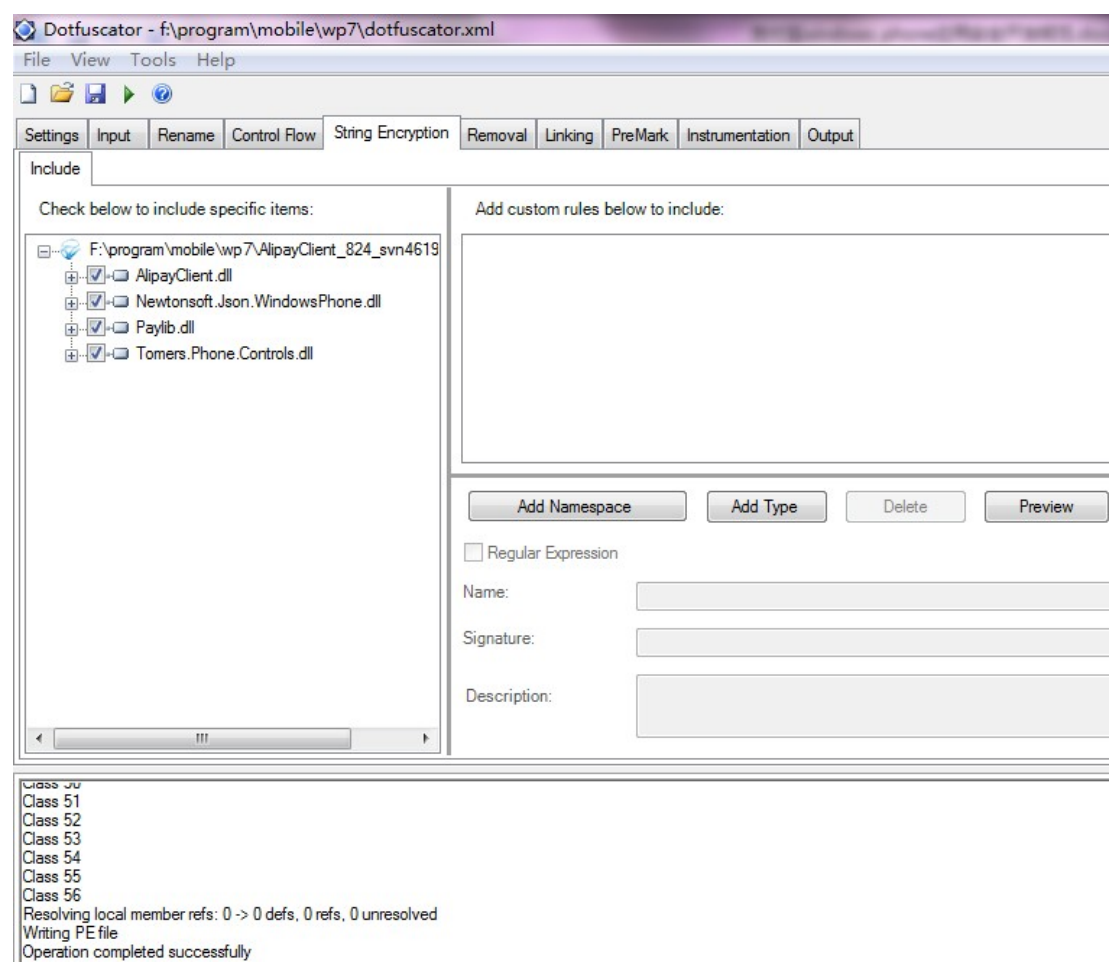 Dotfuscator - f:\program\mobile\wp7\dotfuscator.xml
File View Tools Help
Settings Input Rename Control Flow String Encryption Removal Linking PreMark Instrumentation Output
Include
Check below to include specific items:
Add custom rules below to include:
F:\program\mobile\wp7\AlipayClient_824_svn4619
AlipayClient.dll
Newtonsoft.Json.WindowsPhone.dll
Paylib.dll
Tomers.Phone.Controls.dll
Add Namespace Add Type Delete Preview
Regular Expression
Name:
Signature:
Description:
Class 50
Class 51
Class 52
Class 53
Class 54
Class 55
Class 56
Resolving local member refs: 0 -> 0 defs, 0 refs, 0 unresolved
Writing PE file
Operation completed successfully